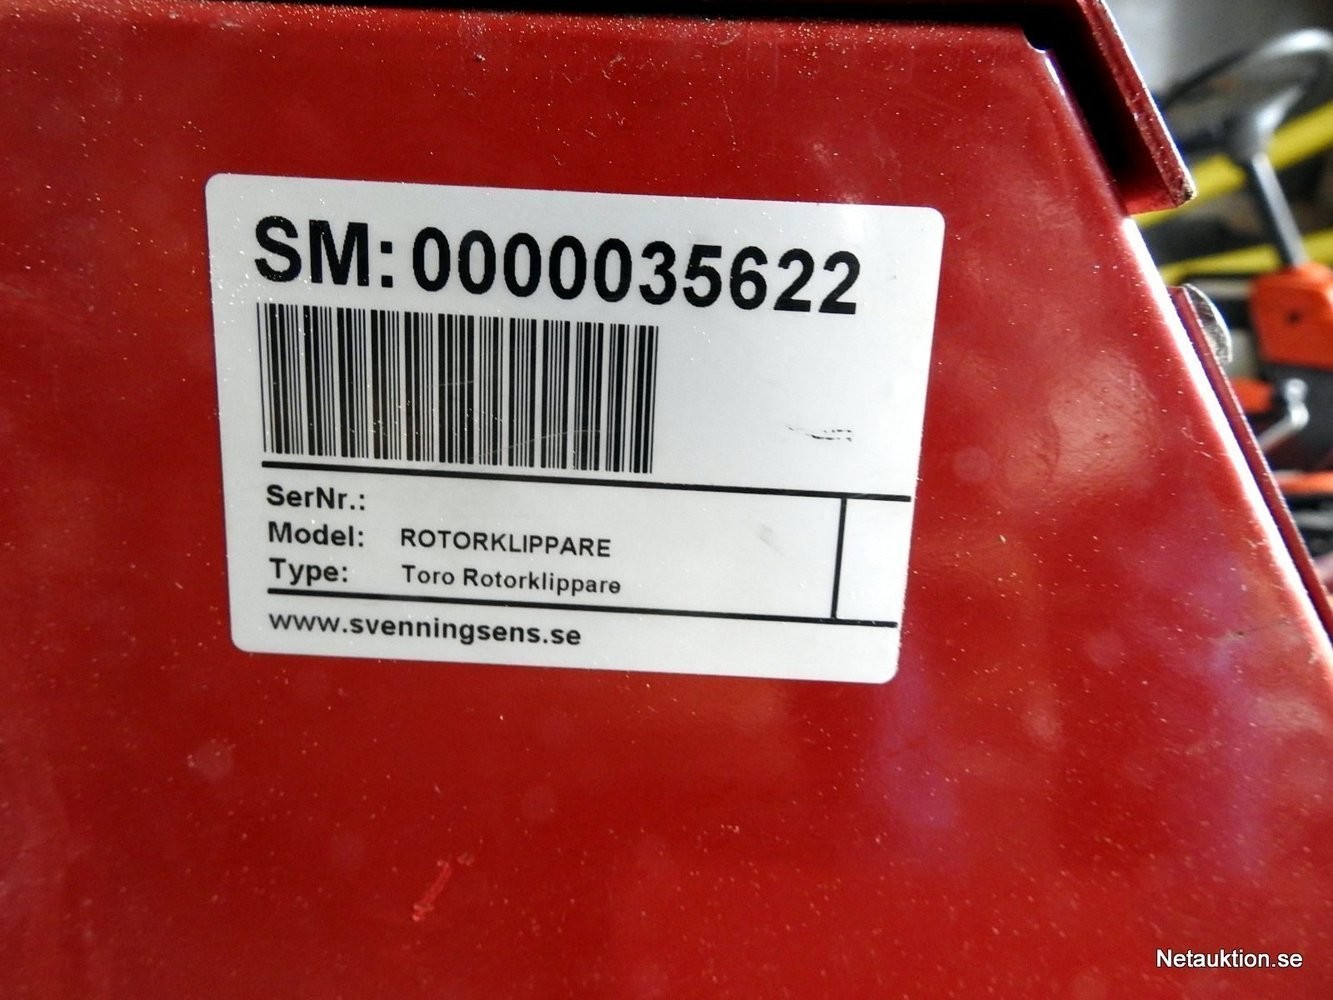 SM: 0000035622
SerNr.:
Model: ROTORKLIPPARE
Type: Toro Rotorklippare
www.svenningsens.se
Netauktion.se